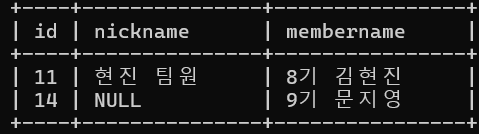 | id | nickname | membername |
| 11 | 현진 팀원 | 8기 김현진 |
| 14 | NULL | 9기 문지영 |